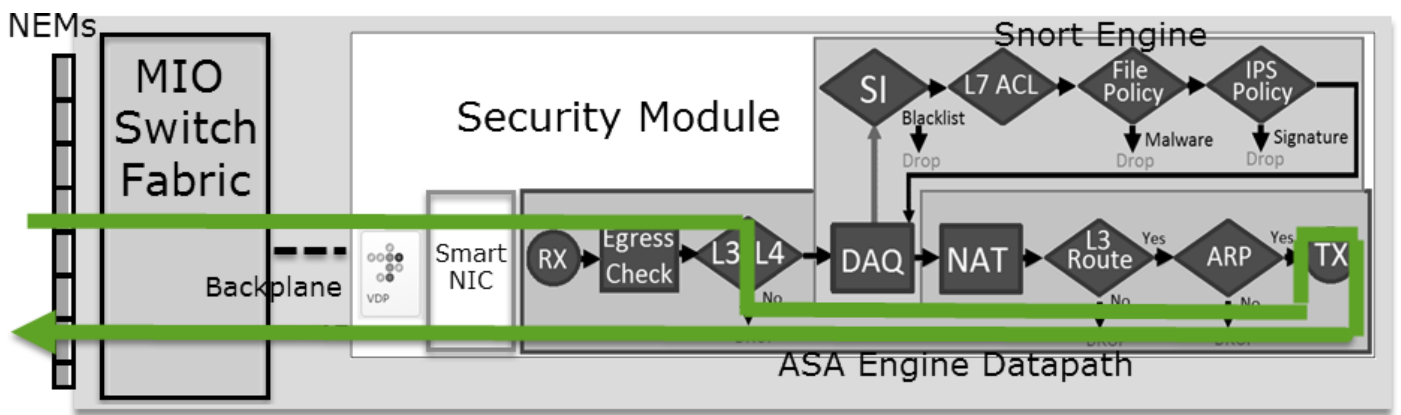 NEMs
MIO
Switch
Fabric
Backplane
Security Module
VDP
Smart
NIC
Snort Engine
SI
L7 ACL
File
Policy
IPS
Policy
Blacklist
Malware
Signature
Drop
Drop
Drop
RX
Egress
Check
L3 L4
No
DAQ
NAT
L3
Route
Yes
No
ARP
Yes
No
TX
ASA Engine Datapath